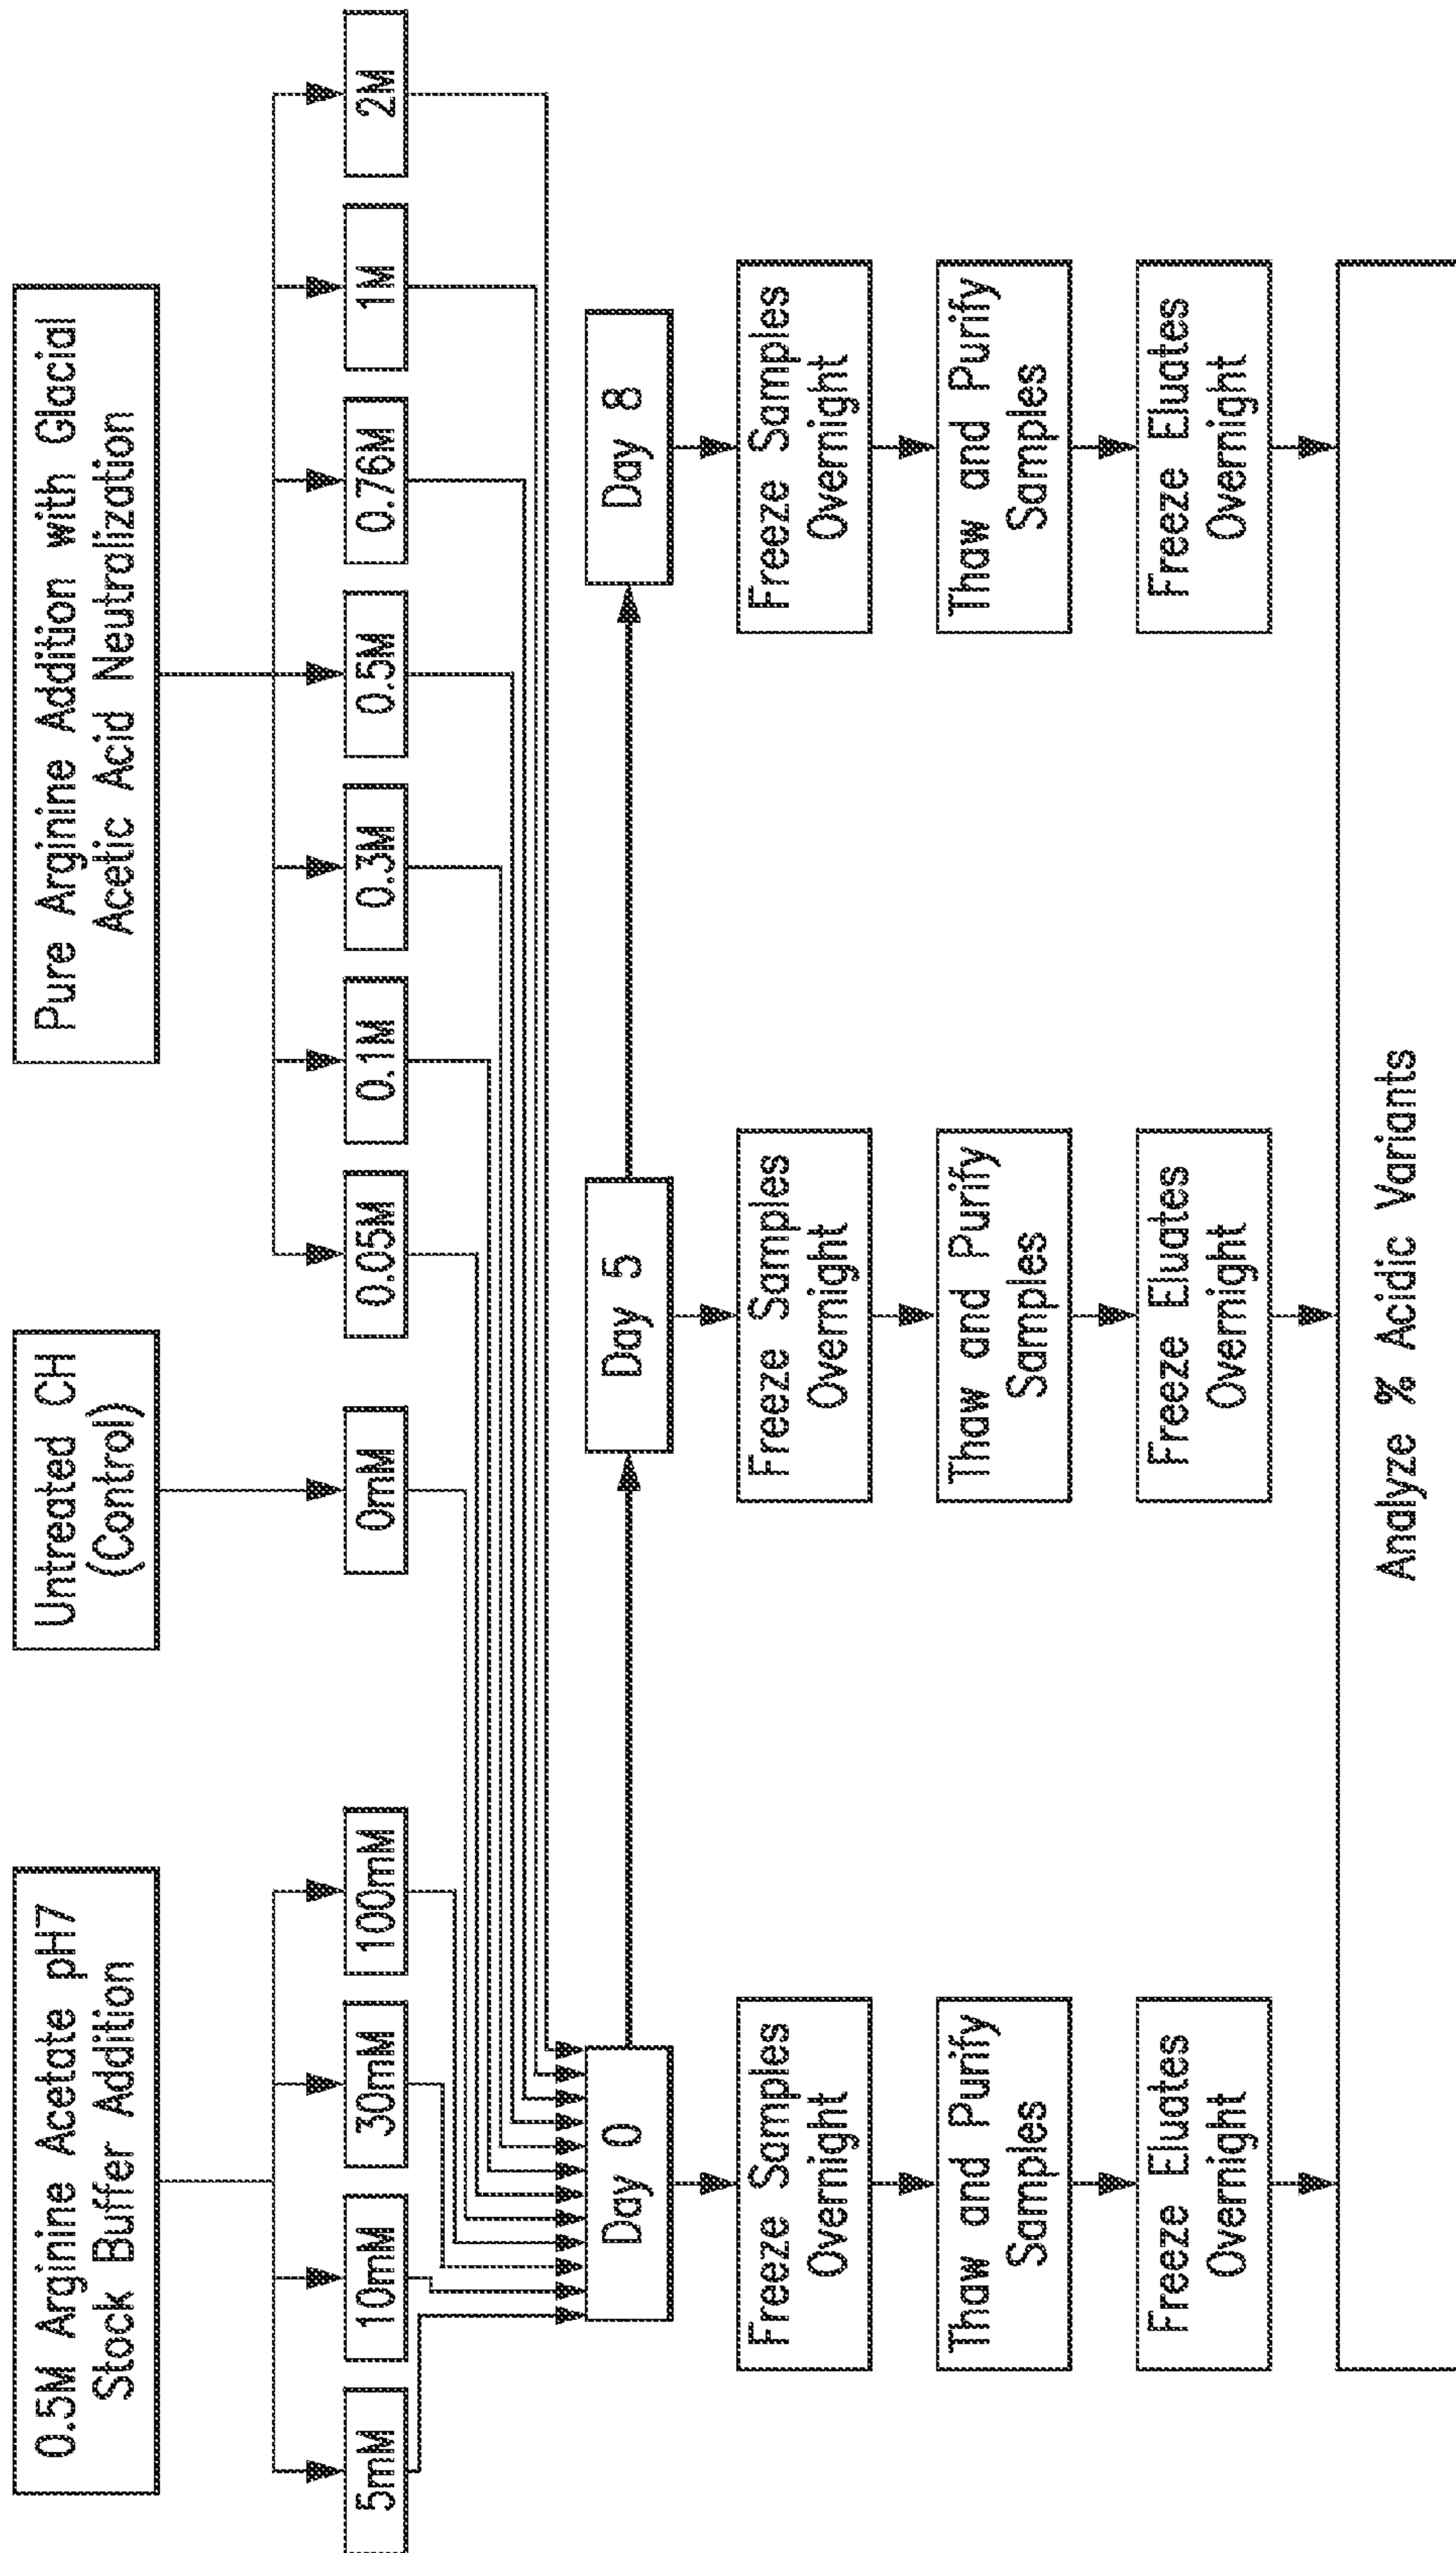 0.5M Arginine Acetate pH7
Stock Buffer Addition
Untreated CH
(Control)
Pure Arginine Addition with Glacial
Acetic Acid Neutralization
5mM
10mM
30mM
100mM
0mM
0.05M
0.1M
0.3M
0.5M
0.76M
1M
2M
Day 0
Day 5
Day 8
Freeze Samples
Overnight
Freeze Samples
Overnight
Freeze Samples
Overnight
Thaw and Purify
Samples
Thaw and Purify
Samples
Thaw and Purify
Samples
Freeze Eluates
Overnight
Freeze Eluates
Overnight
Freeze Eluates
Overnight
Analyze % Acidic Variants